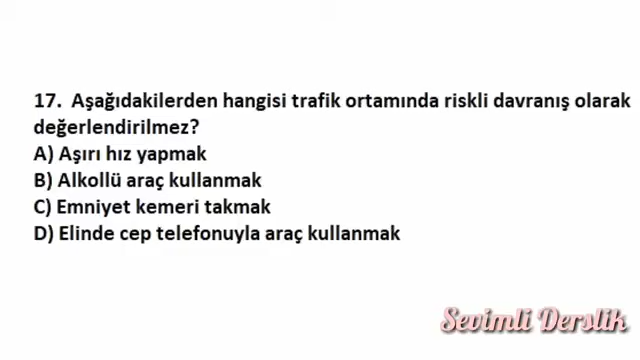 17. Aşağıdakilerden hangisi trafik ortamında riskli davranış olarak
değerlendirilmez?
A) Aşırı hız yapmak
B) Alkollü araç kullanmak
C) Emniyet kemeri takmak
D) Elinde cep telefonuyla araç kullanmak
Sevimli Derslik